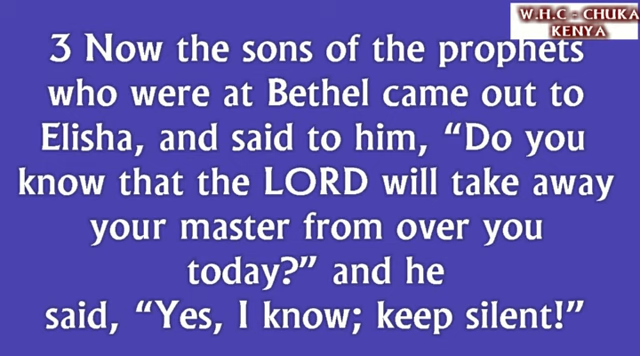 W.H.C - CHUKA
KENYA
3 Now the sons of the prophets
who were at Bethel came out to
Elisha, and said to him, “Do you
know that the LORD will take away
your master from over you
today?” and he
said, “Yes, I know; keep silent!”